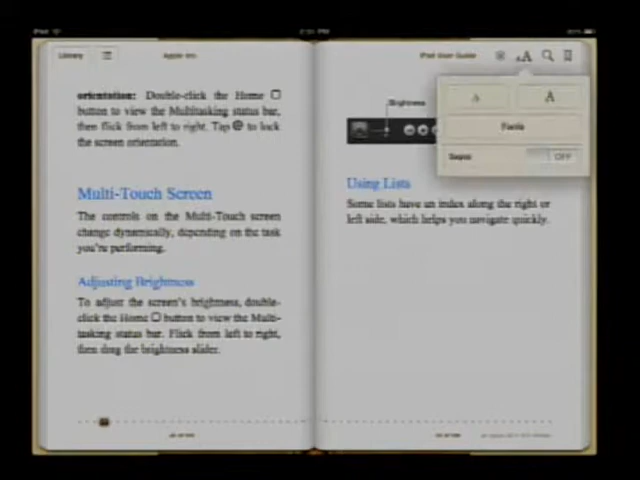 iPad
Library
Apple Inc.
iPad User Guide
AA
orientation: Double-click the Home
button to view the Multitasking status bar,
then flick from left to right. Tap to lock
the screen orientation.
Multi-Touch Screen
The controls on the Multi-Touch screen
change dynamically, depending on the task
you're performing.
Adjusting Brightness
To adjust the screen's brightness, double-
click the Home button to view the Multi-
tasking status bar. Flick from left to right,
then drag the brightness slider.
Brightness
A A
Fonts
Sepia OFF
Using Lists
Some lists have an index along the right or
left side, which helps you navigate quickly.